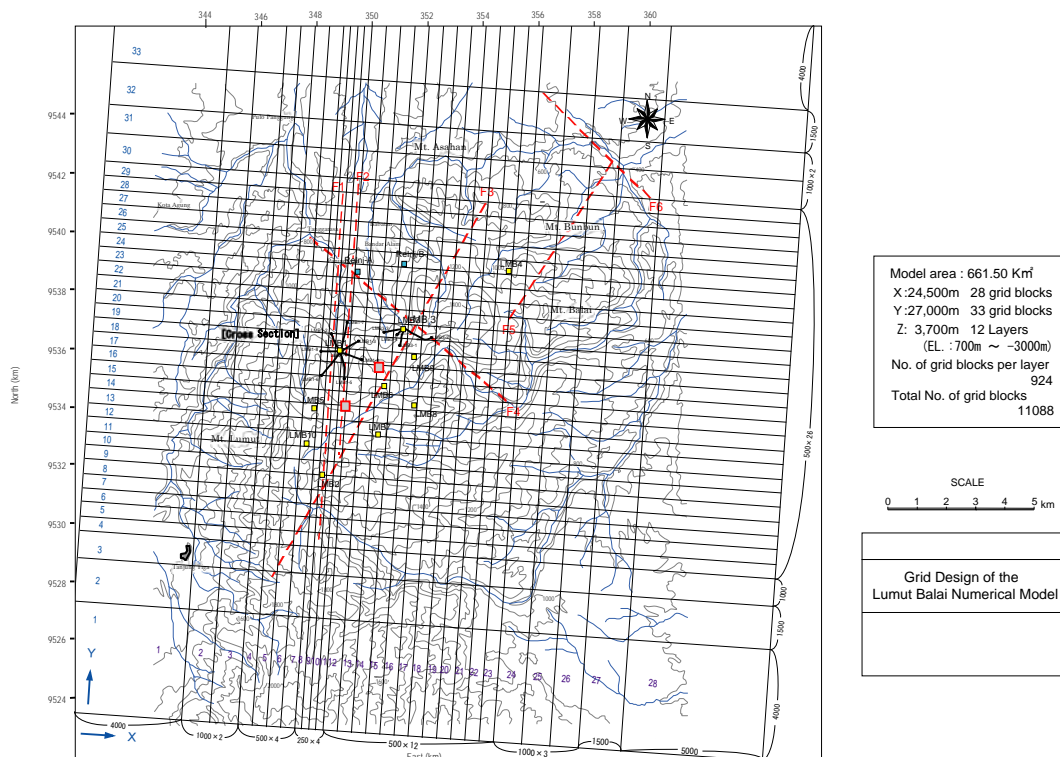 344 346 348 350 352 354 356 358 360
33
32
31
30
29
28
27
26
25
24
23
22
21
20
19
18
17
16
15
14
13
12
11
10
9
8
7
6
5
4
3
2
1
9544
9542
9540
9538
9536
9534
9532
9530
9528
9526
9524
North (km)
N
W E
S
Mt. Asahan
F1 F2
F3
F6
Kota Agung
Mt. Bunbun
Bandar Alam
Rein-A
Rein-B
LMB4
Mt. Balai
F5
[Cross Section]
LMB1
LMB 3
LMB9
LMB6
LMB5
LMB8
F4
LMB10
LMB7
Mt. Lumut
LMB2
Y
X
1 2 3 4 5 6 7 8 9 10 11 12 13 14 15 16 17 18 19 20 21 22 23 24 25 26 27 28
4000
1000×2
500×4
250×4
500×12
1000×3
1500
5000
East (km)
4000
1500
1000×2
500×26
1000
1500
4000
Model area : 661.50 Km²
X :24,500m 28 grid blocks
Y:27,000m 33 grid blocks
Z: 3,700m 12 Layers
(EL. :700m ～ -3000m)
No. of grid blocks per layer
924
Total No. of grid blocks
11088
SCALE
0 1 2 3 4 5 km
Grid Design of the
Lumut Balai Numerical Model